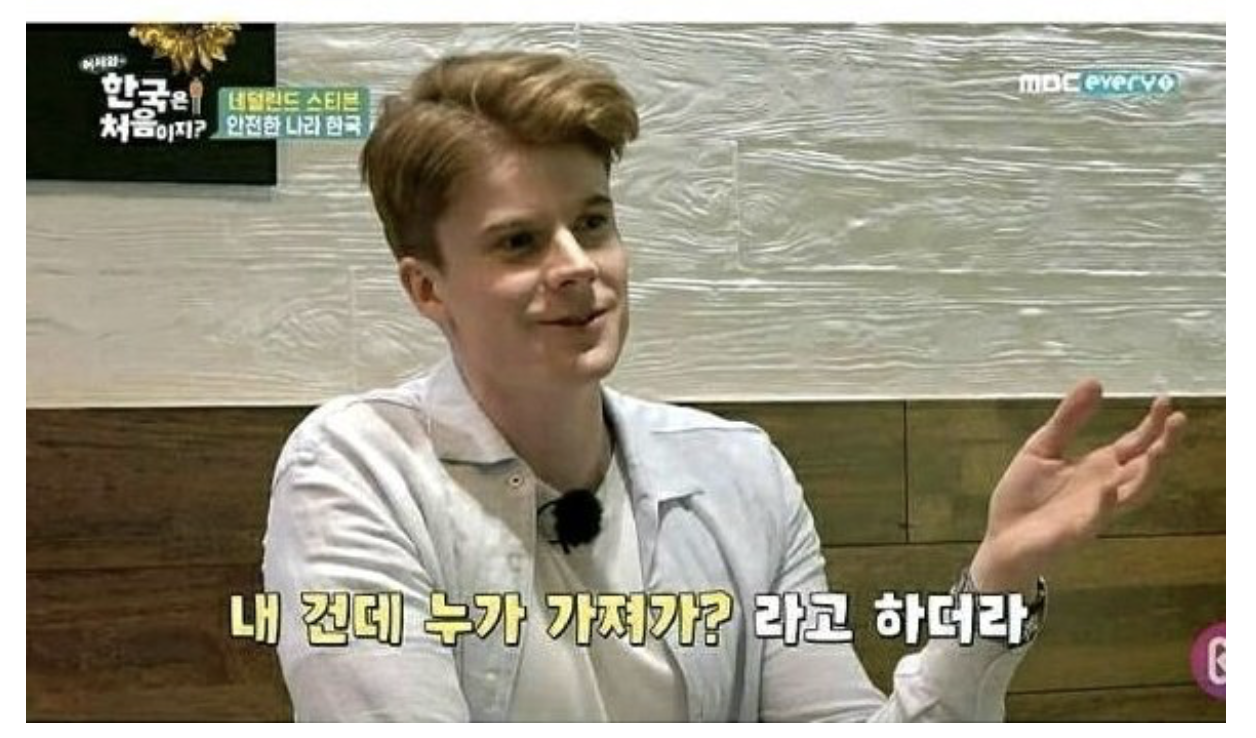 어서와~
한국은
처음이지?
네덜란드 스티븐
안전한 나라 한국
MBC every1
내 건데 누가 가져가? 라고 하더라